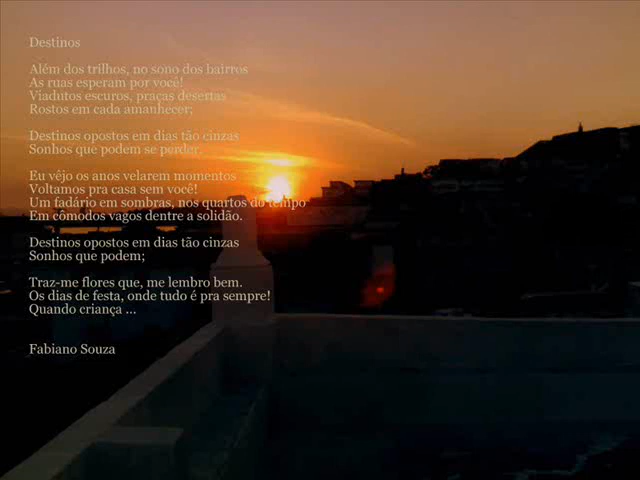 Destinos
Além dos trilhos, no sono dos bairros
As ruas esperam por você!
Viadutos escuros, praças desertas
Rostos em cada amanhecer;
Destinos opostos em dias tão cinzas
Sonhos que podem se perder.
Eu vejo os anos velarem momentos
Voltamos pra casa sem você!
Um fadário em sombras, nos quartos do tempo
Em cômodos vagos dentre a solidão.
Destinos opostos em dias tão cinzas
Sonhos que podem;
Traz-me flores que, me lembro bem.
Os dias de festa, onde tudo é pra sempre!
Quando criança ...
Fabiano Souza